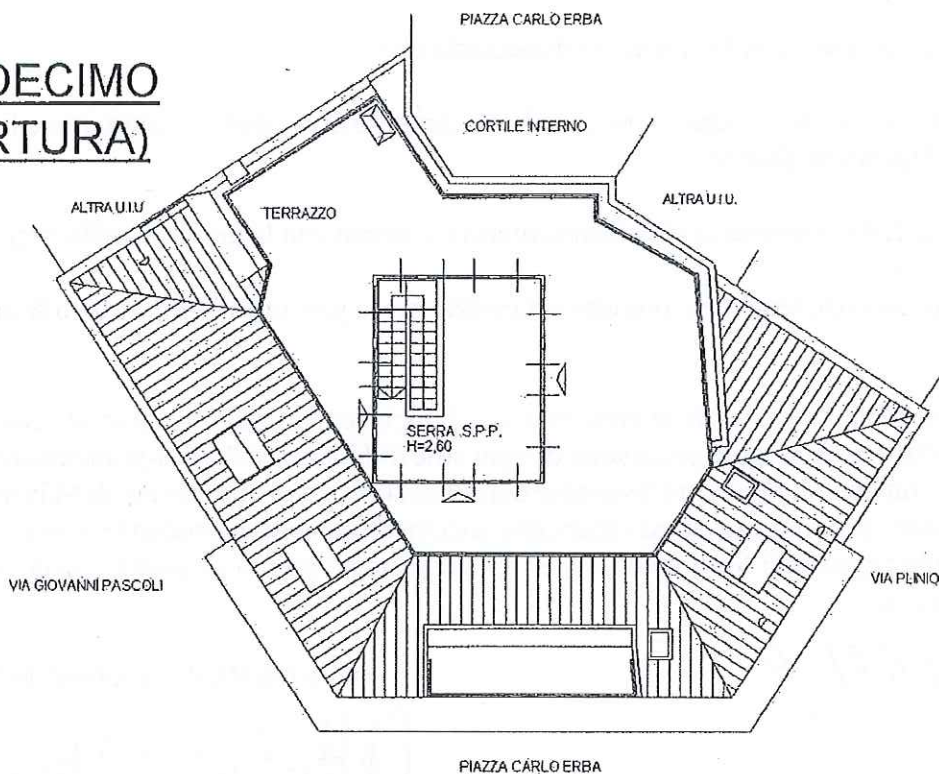 PIAZZA CARLO ERBA
DECIMO
RTURA)
CORTILE INTERNO
ALTRA U.I.U
TERRAZZO
ALTRA U.I.U.
SERRA .S.P.P.
H=2,60
VIA GIOVANNI PASCOLI
VIA PLINIO
PIAZZA CARLO ERBA